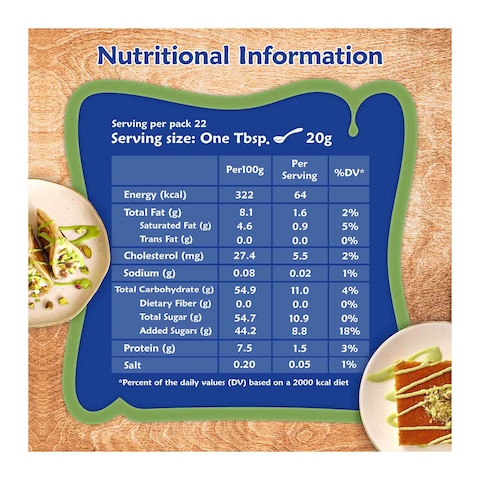 Nutritional Information
Serving per pack 22
Serving size: One Tbsp. 20g
Per100g Per Serving %DV*
Energy (kcal) 322 64
Total Fat (g) 8.1 1.6 2%
Saturated Fat (g) 4.6 0.9 5%
Trans Fat (g) 0.0 0.0 0%
Cholesterol (mg) 27.4 5.5 2%
Sodium (g) 0.08 0.02 1%
Total Carbohydrate (g) 54.9 11.0 4%
Dietary Fiber (g) 0.0 0.0 0%
Total Sugar (g) 54.7 10.9 0%
Added Sugars (g) 44.2 8.8 18%
Protein (g) 7.5 1.5 3%
Salt 0.20 0.05 1%
*Percent of the daily values (DV) based on a 2000 kcal diet